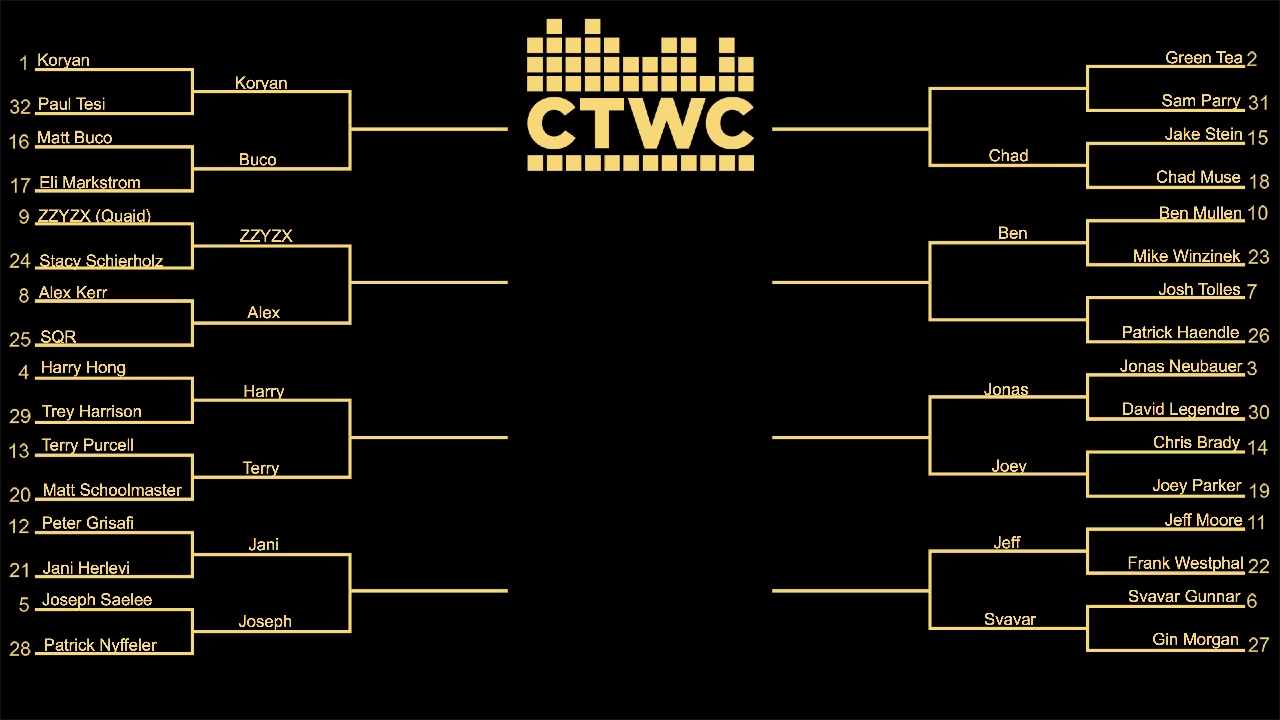 1 Koryan
32 Paul Tesi
16 Matt Buco
17 Eli Markstrom
9 ZZYZX (Quaid)
24 Stacy Schierholz
8 Alex Kerr
25 SQR
4 Harry Hong
29 Trey Harrison
13 Terry Purcell
20 Matt Schoolmaster
12 Peter Grisafi
21 Jani Herlevi
5 Joseph Saelee
28 Patrick Nyffeler
Koryan
Buco
ZZYZX
Alex
Harry
Terry
Jani
Joseph
CTWC
Chad
Ben
Jonas
Joey
Jeff
Svavar
Green Tea 2
Sam Parry 31
Jake Stein 15
Chad Muse 18
Ben Mullen 10
Mike Winzinek 23
Josh Tolles 7
Patrick Haendle 26
Jonas Neubauer 3
David Legendre 30
Chris Brady 14
Joey Parker 19
Jeff Moore 11
Frank Westphal 22
Svavar Gunnar 6
Gin Morgan 27